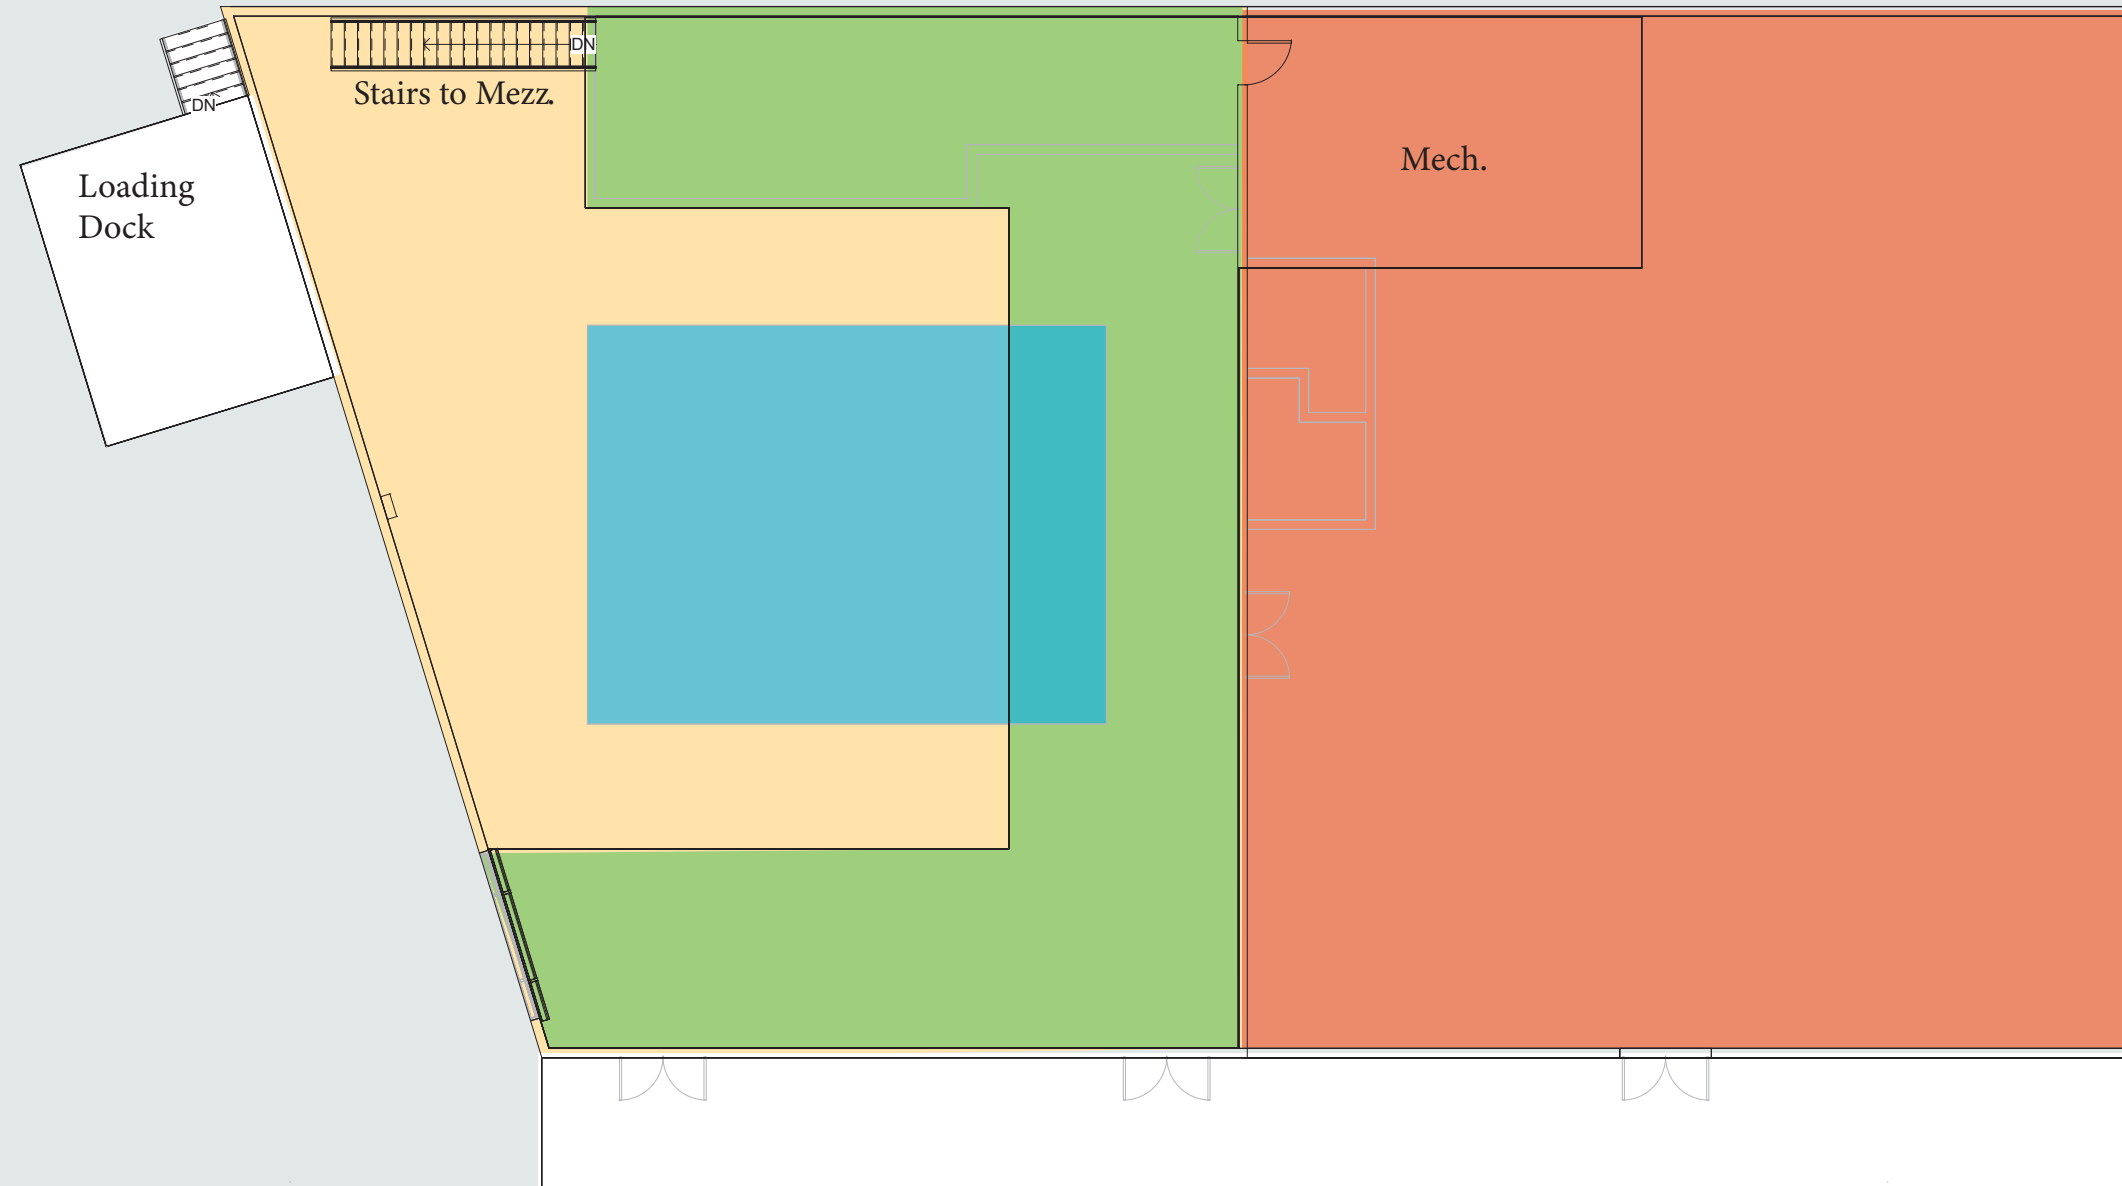 DN
Stairs to Mezz.
DN
Mech.
Loading
Dock